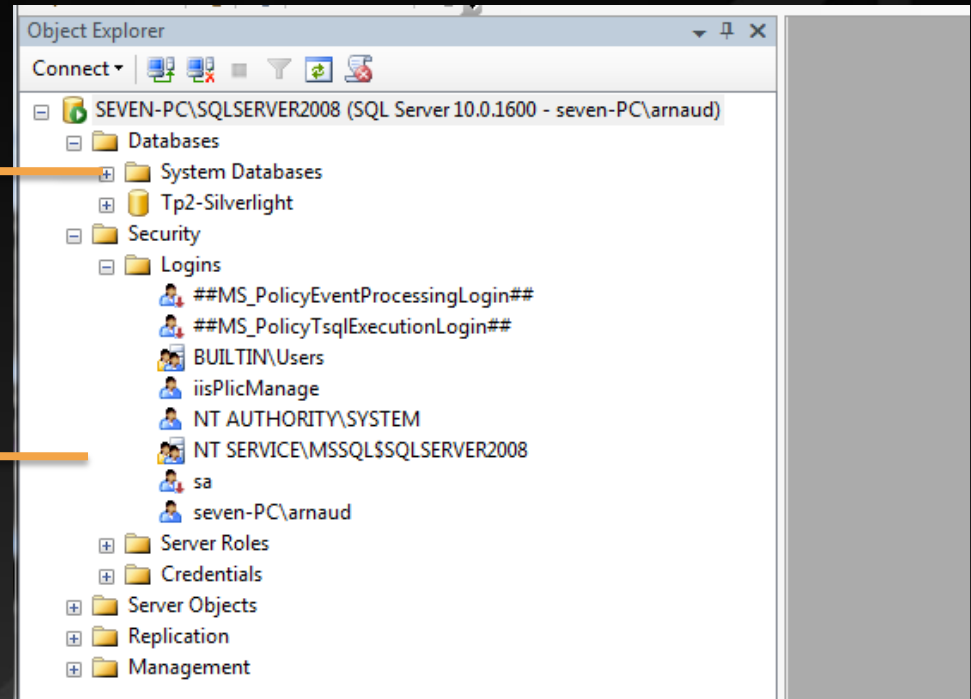 Object Explorer
Connect
SEVEN-PC\SQLSERVER2008 (SQL Server 10.0.1600 - seven-PC\arnaud)
Databases
System Databases
Tp2-Silverlight
Security
Logins
##MS_PolicyEventProcessingLogin##
##MS_PolicyTsqlExecutionLogin##
BUILTIN\Users
iisPlicManage
NT AUTHORITY\SYSTEM
NT SERVICE\MSSQL$SQLSERVER2008
sa
seven-PC\arnaud
Server Roles
Credentials
Server Objects
Replication
Management